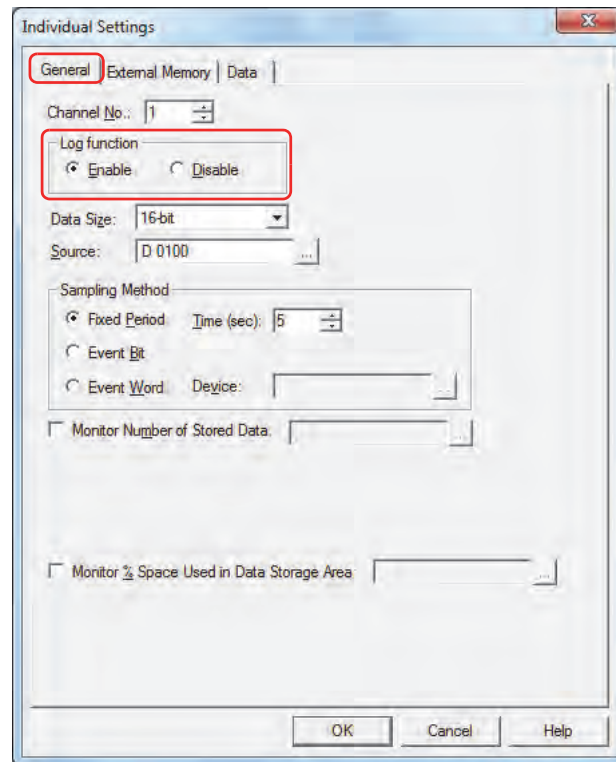 Individual Settings
General External Memory Data
Channel No.: 1
Log function
Enable Disable
Data Size: 16-bit
Source: D 0100 ...
Sampling Method
Fixed Period Time (sec): 5
Event Bit
Event Word Device: ...
Monitor Number of Stored Data: ...
Monitor % Space Used in Data Storage Area ...
OK Cancel Help